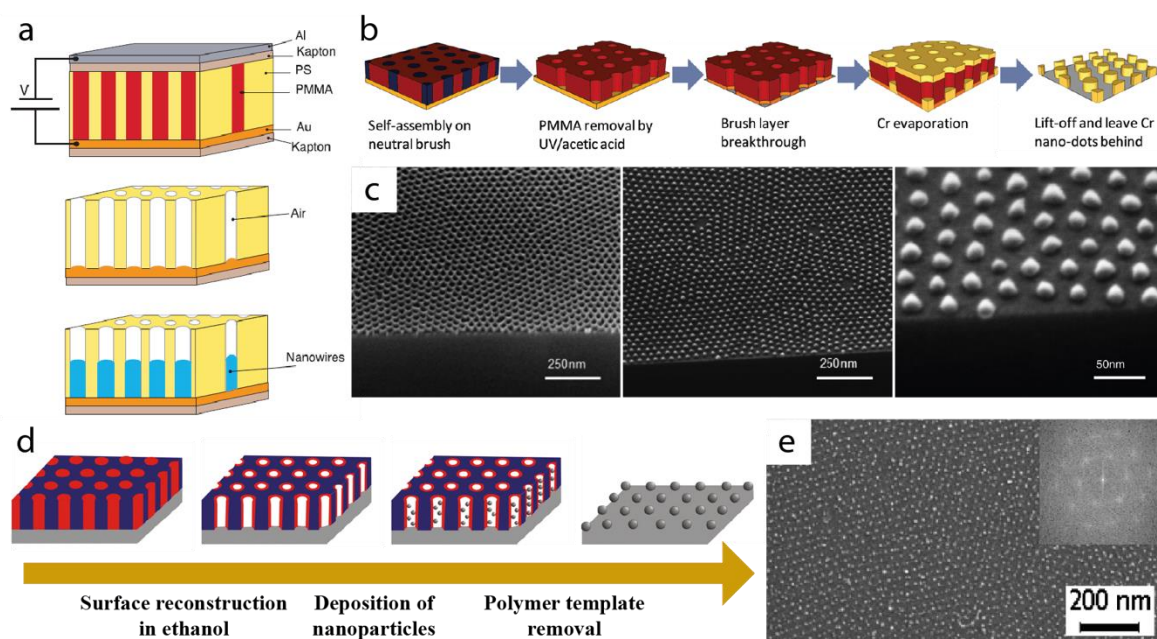 a
Al
Kapton
PS
PMMA
Au
Kapton
V
Air
Nanowires
b
Self-assembly on
neutral brush
PMMA removal by
UV/acetic acid
Brush layer
breakthrough
Cr evaporation
Lift-off and leave Cr
nano-dots behind
c
250nm
250nm
50nm
d
Surface reconstruction
in ethanol
Deposition of
nanoparticles
Polymer template
removal
e
200 nm